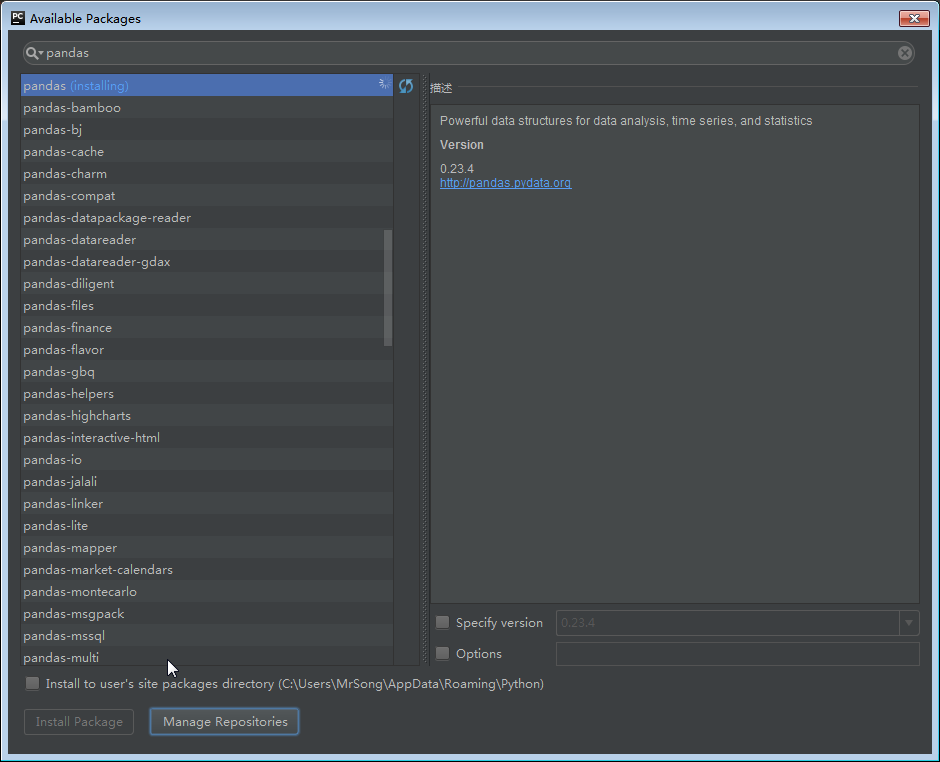 PC Available Packages
pandas
pandas (installing)
pandas-bamboo
pandas-bj
pandas-cache
pandas-charm
pandas-compat
pandas-datapackage-reader
pandas-datareader
pandas-datareader-gdax
pandas-diligent
pandas-files
pandas-finance
pandas-flavor
pandas-gbq
pandas-helpers
pandas-highcharts
pandas-interactive-html
pandas-io
pandas-jalali
pandas-linker
pandas-lite
pandas-mapper
pandas-market-calendars
pandas-montecarlo
pandas-msgpack
pandas-mssql
pandas-multi
描述
Powerful data structures for data analysis, time series, and statistics
Version
0.23.4
http://pandas.pydata.org
Specify version 0.23.4
Options
Install to user's site packages directory (C:\Users\MrSong\AppData\Roaming\Python)
Install Package Manage Repositories